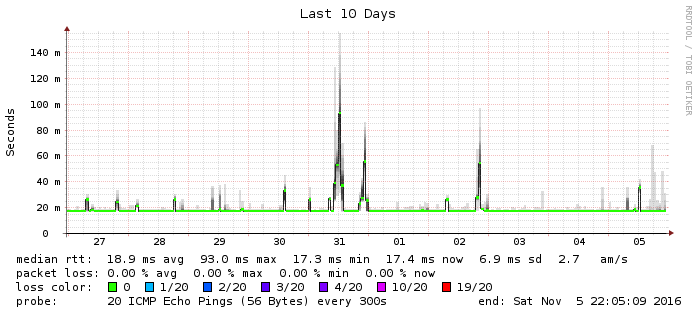 Last 10 Days
RRDTOOL / TOBI OETIKER
Seconds
140 m
120 m
100 m
80 m
60 m
40 m
20 m
0
27 28 29 30 31 01 02 03 04 05
median rtt: 18.9 ms avg 93.0 ms max 17.3 ms min 17.4 ms now 6.9 ms sd 2.7 am/s
packet loss: 0.00 % avg 0.00 % max 0.00 % min 0.00 % now
loss color: 0 1/20 2/20 3/20 4/20 10/20 19/20
probe: 20 ICMP Echo Pings (56 Bytes) every 300s end: Sat Nov 5 22:05:09 2016